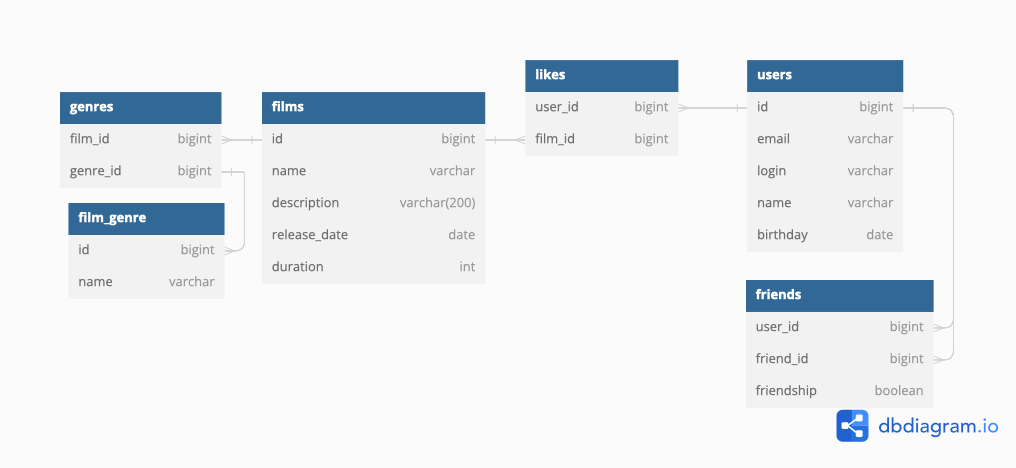 genres
film_id bigint
genre_id bigint
film_genre
id bigint
name varchar
films
id bigint
name varchar
description varchar(200)
release_date date
duration int
likes
user_id bigint
film_id bigint
users
id bigint
email varchar
login varchar
name varchar
birthday date
friends
user_id bigint
friend_id bigint
friendship boolean
dbdiagram.io